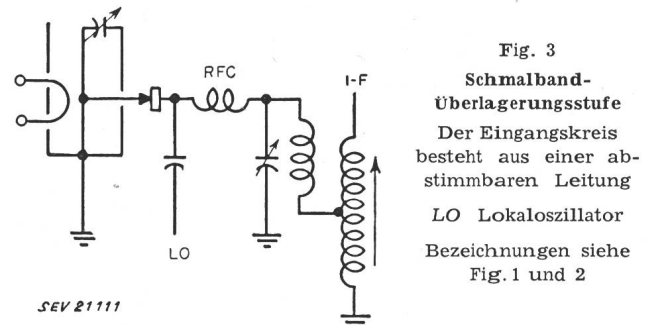 RFC
I-F
LO
SEV 21111
Fig. 3
Schmalband-
Überlagerungsstufe
Der Eingangskreis
besteht aus einer ab-
stimmbaren Leitung
LO Lokaloszillator
Bezeichnungen siehe
Fig. 1 und 2